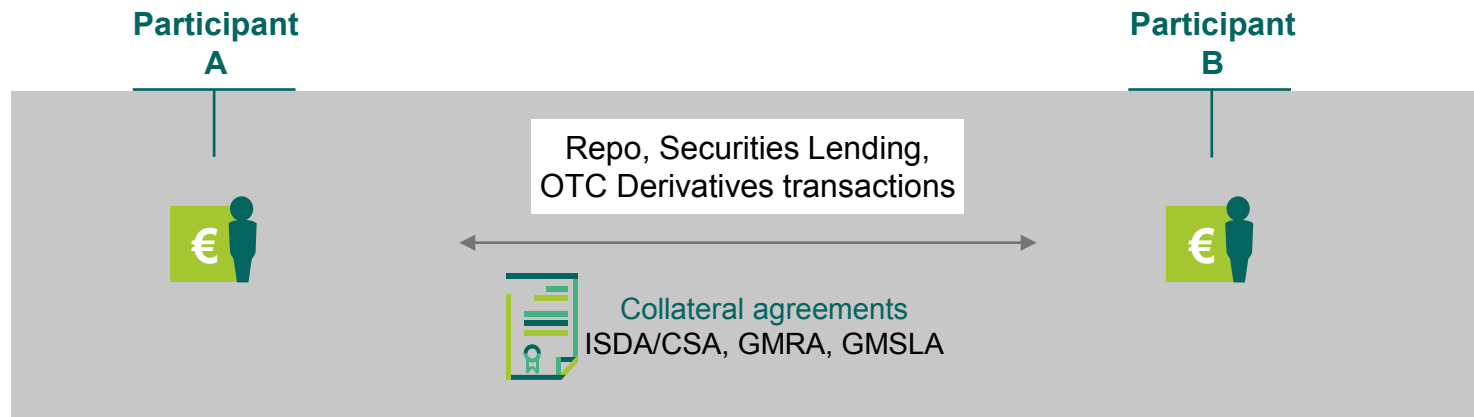 Participant
A
Participant
B
Repo, Securities Lending,
OTC Derivatives transactions
€
€
Collateral agreements
ISDA/CSA, GMRA, GMSLA